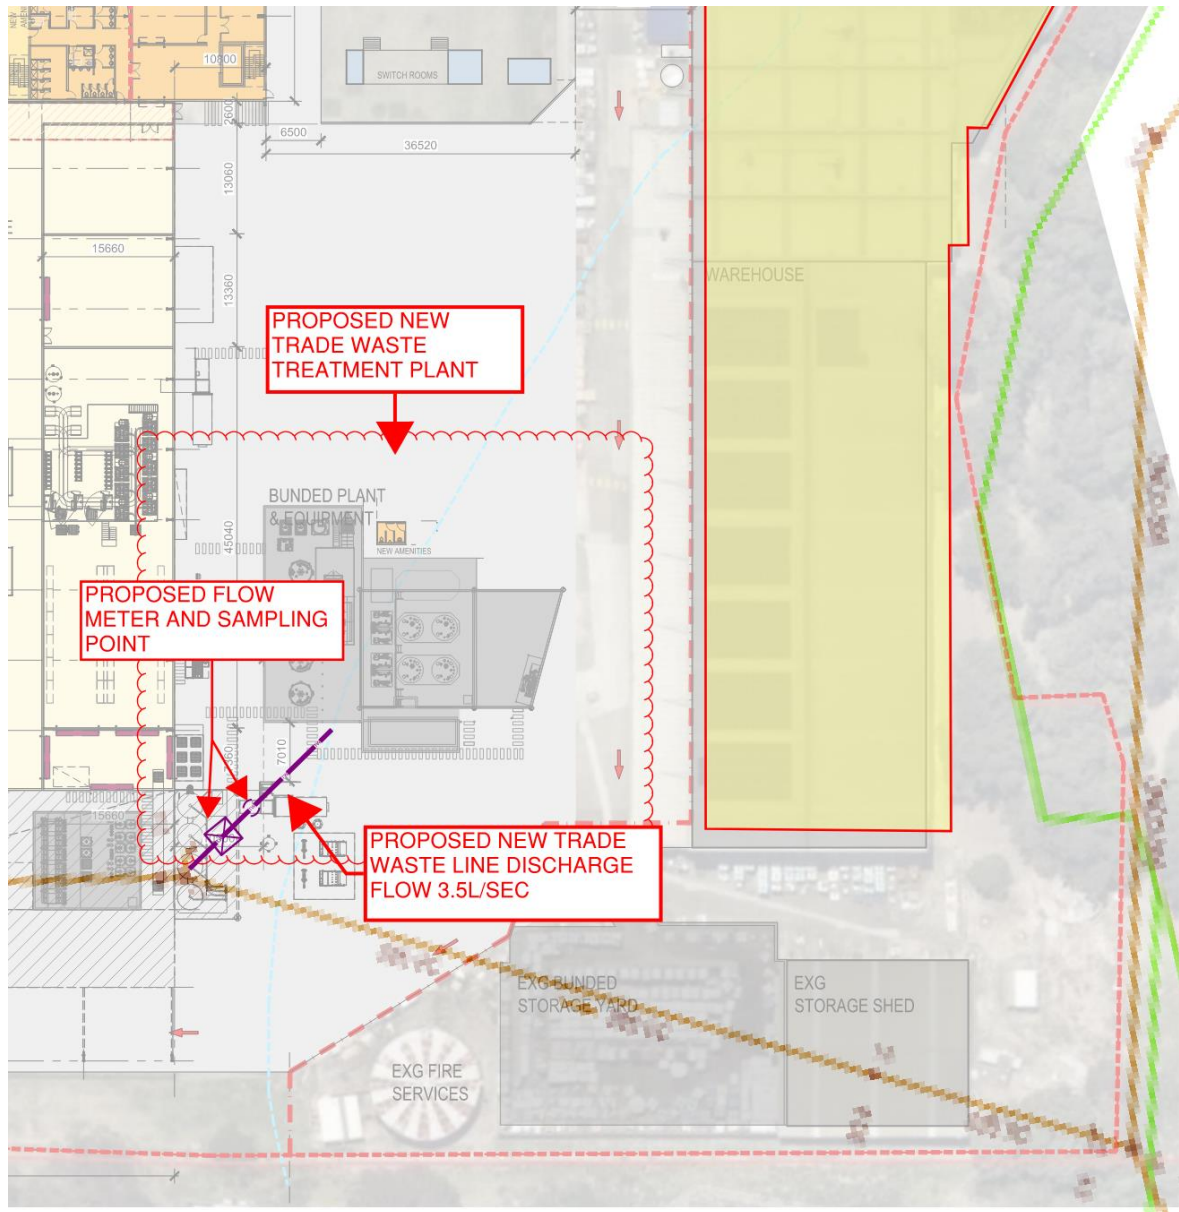 NEW
AMENI
10800
SWITCH ROOMS
2600
6500
36520
13060
15660
WAREHOUSE
13360
PROPOSED NEW
TRADE WASTE
TREATMENT PLANT
BUNDED PLANT
& EQUIPMENT
NEW AMENITIES
45040
PROPOSED FLOW
METER AND SAMPLING
POINT
7010
15660
PROPOSED NEW TRADE
WASTE LINE DISCHARGE
FLOW 3.5L/SEC
EXG BUNDED
STORAGE YARD
EXG
STORAGE SHED
EXG FIRE
SERVICES